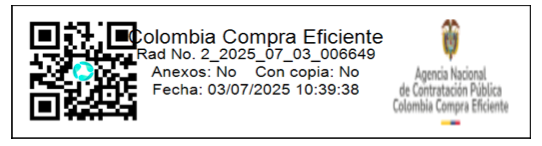 Colombia Compra Eficiente
Rad No. 2_2025_07_03_006649
Anexos: No Con copia: No
Fecha: 03/07/2025 10:39:38
Agencia Nacional
de Contratación Pública
Colombia Compra Eficiente